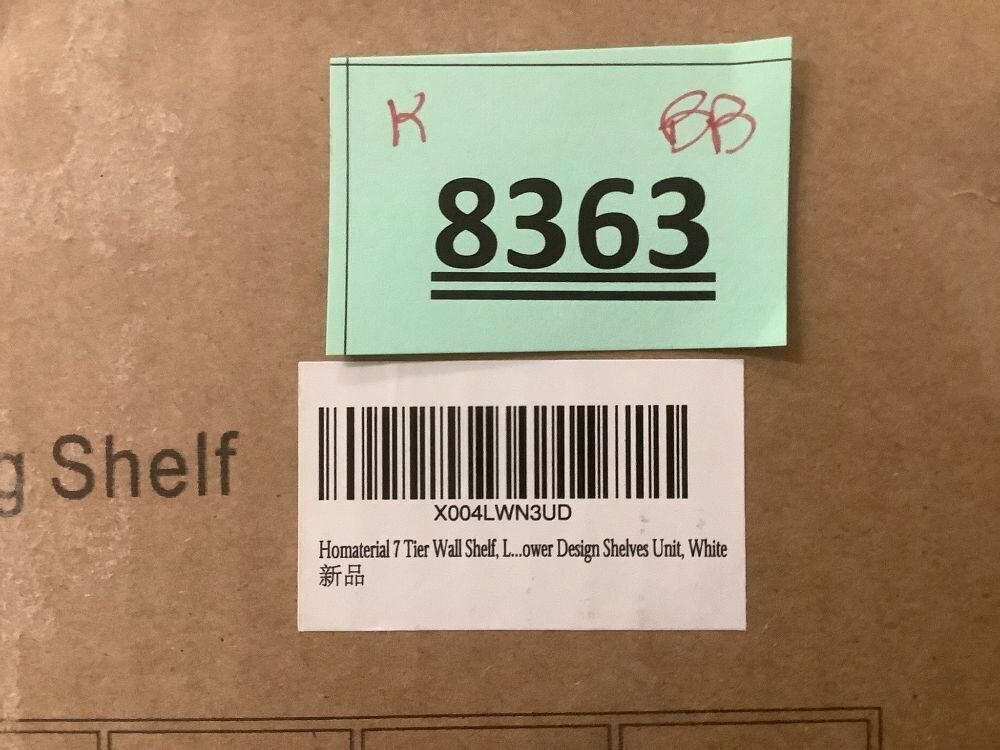 K BB
8363
g Shelf
X004LWN3UD
Homaterial 7 Tier Wall Shelf, L...ower Design Shelves Unit, White
新品